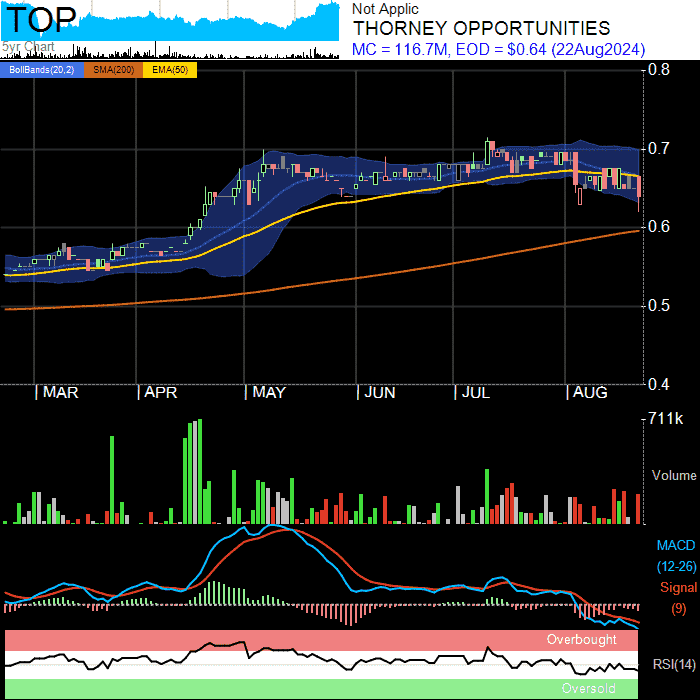 TOP
5yr Chart
Not Applic
THORNEY OPPORTUNITIES
MC = 116.7M, EOD = $0.64 (22Aug2024)
BollBands(20,2) SMA(200) EMA(50)
0.8
0.7
0.6
0.5
0.4
MAR APR MAY JUN JUL AUG
711k
Volume
MACD
(12-26)
Signal
(9)
Overbought
RSI(14)
Oversold